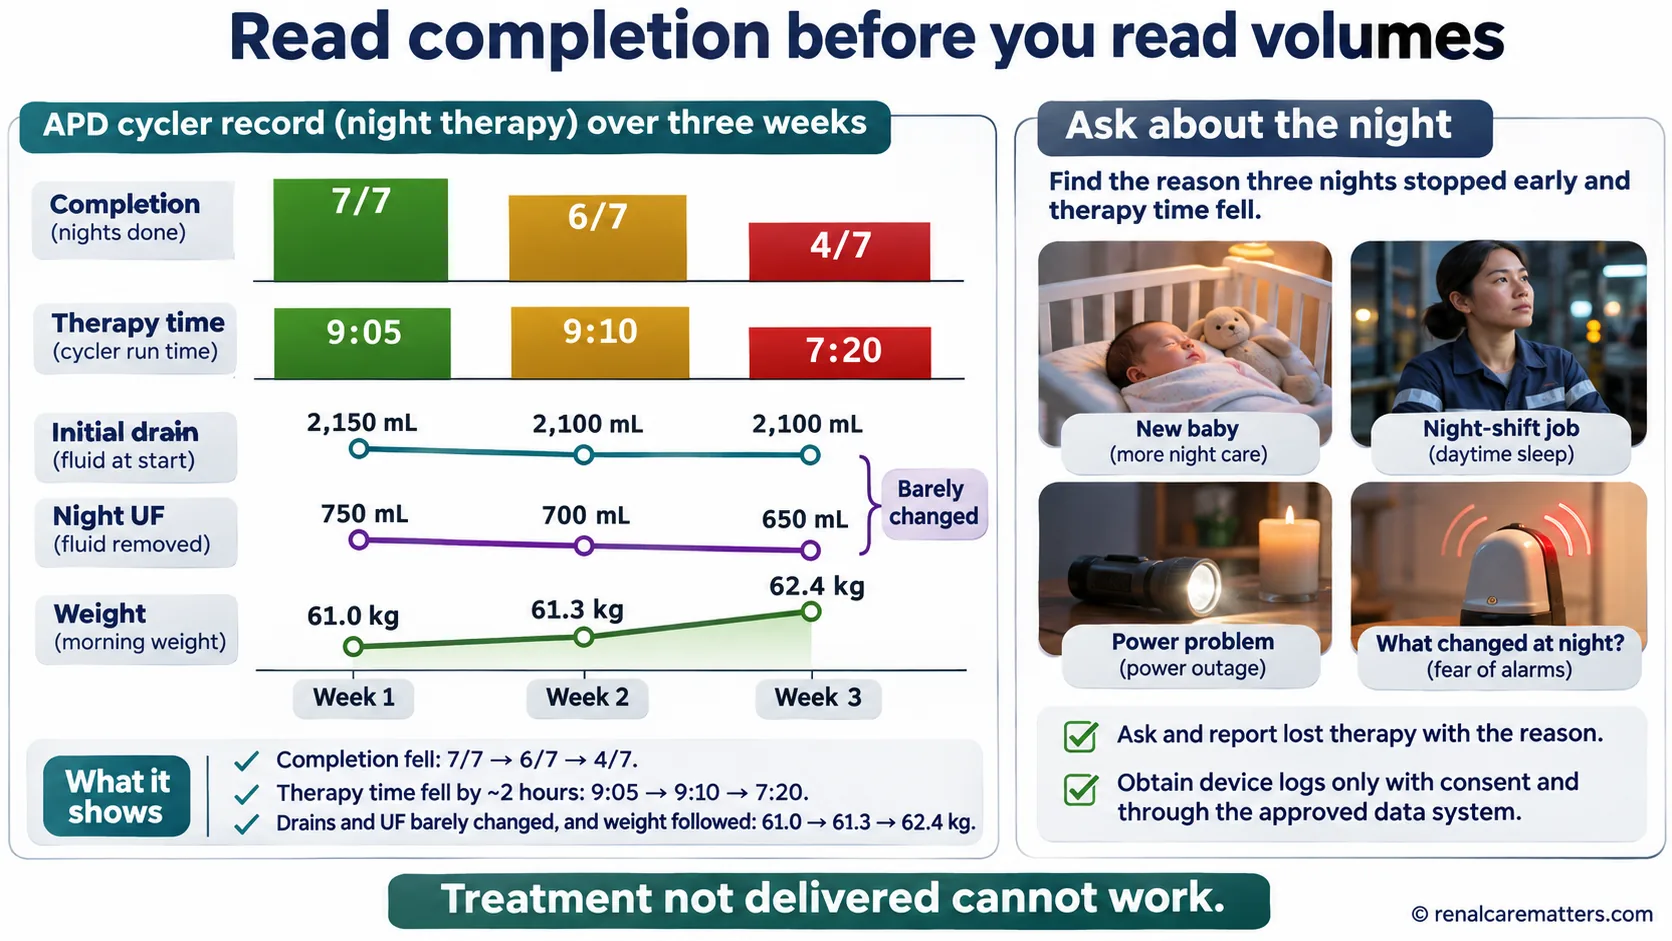 Read completion before you read volumes
APD cycler record (night therapy) over three weeks
Completion
(nights done)
7/7
6/7
4/7
Therapy time
(cycler run time)
9:05
9:10
7:20
Initial drain
(fluid at start)
2,150 mL
2,100 mL
2,100 mL
Night UF
(fluid removed)
750 mL
700 mL
650 mL
Barely
changed
Weight
(morning weight)
61.0 kg
61.3 kg
62.4 kg
Week 1
Week 2
Week 3
What it
shows
Completion fell: 7/7 → 6/7 → 4/7.
Therapy time fell by ~2 hours: 9:05 → 9:10 → 7:20.
Drains and UF barely changed, and weight followed: 61.0 → 61.3 → 62.4 kg.
Ask about the night
Find the reason three nights stopped early and
therapy time fell.
New baby
(more night care)
Night-shift job
(daytime sleep)
Power problem
(power outage)
What changed at night?
(fear of alarms)
Ask and report lost therapy with the reason.
Obtain device logs only with consent and
through the approved data system.
Treatment not delivered cannot work.
© renalcarematters.com